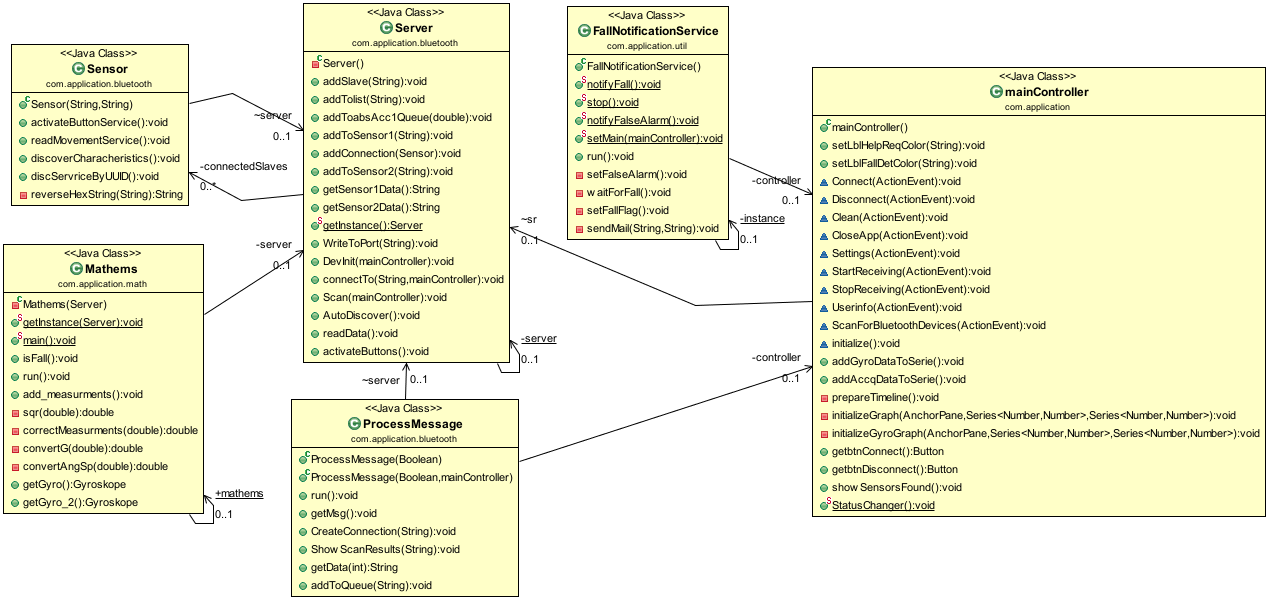 <<Java Class>>
Sensor
com.application.bluetooth
Sensor(String,String)
activateButtonService():void
readMovementService():void
discoverCharacheristics():void
discServriceByUUID():void
reverseHexString(String):String
<<Java Class>>
Server
com.application.bluetooth
Server()
addSlave(String):void
addTolist(String):void
addToabsAcc1Queue(double):void
addToSensor1(String):void
addConnection(Sensor):void
addToSensor2(String):void
getSensor1Data():String
getSensor2Data():String
getInstance():Server
WriteToPort(String):void
DevInit(mainController):void
connectTo(String,mainController):void
Scan(mainController):void
AutoDiscover():void
readData():void
activateButtons():void
<<Java Class>>
FallNotificationService
com.application.util
FallNotificationService()
notifyFall():void
stop():void
notifyFalseAlarm():void
setMain(mainController):void
run():void
setFalseAlarm():void
waitForFall():void
setFallFlag():void
sendMail(String,String):void
<<Java Class>>
mainController
com.application
mainController()
setLblHelpReqColor(String):void
setLblFallDetColor(String):void
Connect(ActionEvent):void
Disconnect(ActionEvent):void
Clean(ActionEvent):void
CloseApp(ActionEvent):void
Settings(ActionEvent):void
StartReceiving(ActionEvent):void
StopReceiving(ActionEvent):void
Userinfo(ActionEvent):void
ScanForBluetoothDevices(ActionEvent):void
initialize():void
addGyroDataToSerie():void
addAccqDataToSerie():void
prepareTimeline():void
initializeGraph(AnchorPane,Series<Number,Number>,Series<Number,Number>):void
initializeGyroGraph(AnchorPane,Series<Number,Number>,Series<Number,Number>):void
getbtnConnect():Button
getbtnDisconnect():Button
showSensorsFound():void
StatusChanger():void
<<Java Class>>
Mathems
com.application.math
Mathems(Server)
getInstance(Server):void
main():void
isFall():void
run():void
add_measurments():void
sqr(double):double
correctMeasurments(double):double
convertG(double):double
convertAngSp(double):double
getGyro():Gyroskope
getGyro_2():Gyroskope
<<Java Class>>
ProcessMessage
com.application.bluetooth
ProcessMessage(Boolean)
ProcessMessage(Boolean,mainController)
run():void
getMsg():void
CreateConnection(String):void
ShowScanResults(String):void
getData(int):String
addToQueue(String):void
~server
0..1
-connectedSlaves
0..*
-server
0..1
+mathems
0..1
~server
0..1
-server
0..1
~sr
0..1
-instance
0..1
-controller
0..1
-controller
0..1